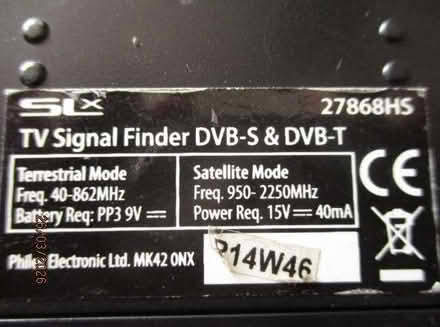 SLX 27868HS
TV Signal Finder DVB-S & DVB-T
Terrestrial Mode
Freq. 40-862MHz
Battery Req: PP3 9V
Satellite Mode
Freq. 950- 2250MHz
Power Req. 15V 40mA
CE
Philex Electronic Ltd. MK42 0NX
P14W46